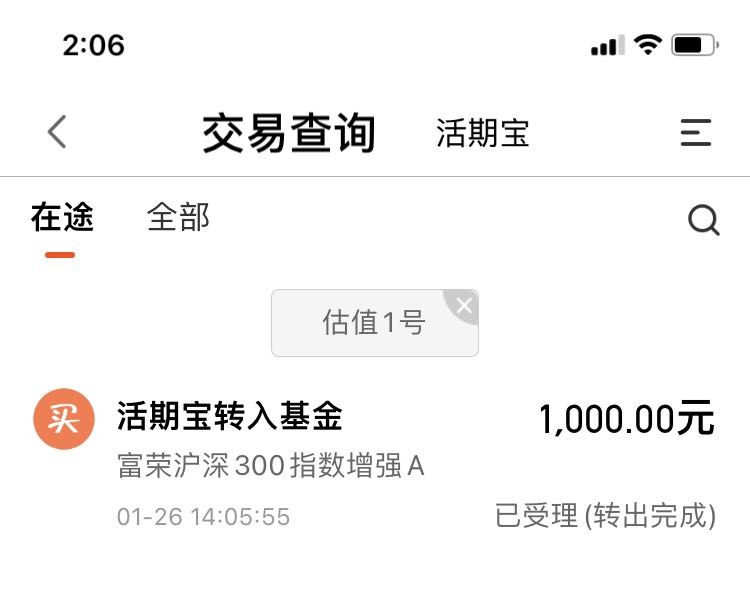 2:06
交易查询 活期宝
在途 全部
估值1号
买 活期宝转入基金 1,000.00元
富荣沪深300指数增强A
01-26 14:05:55 已受理(转出完成)